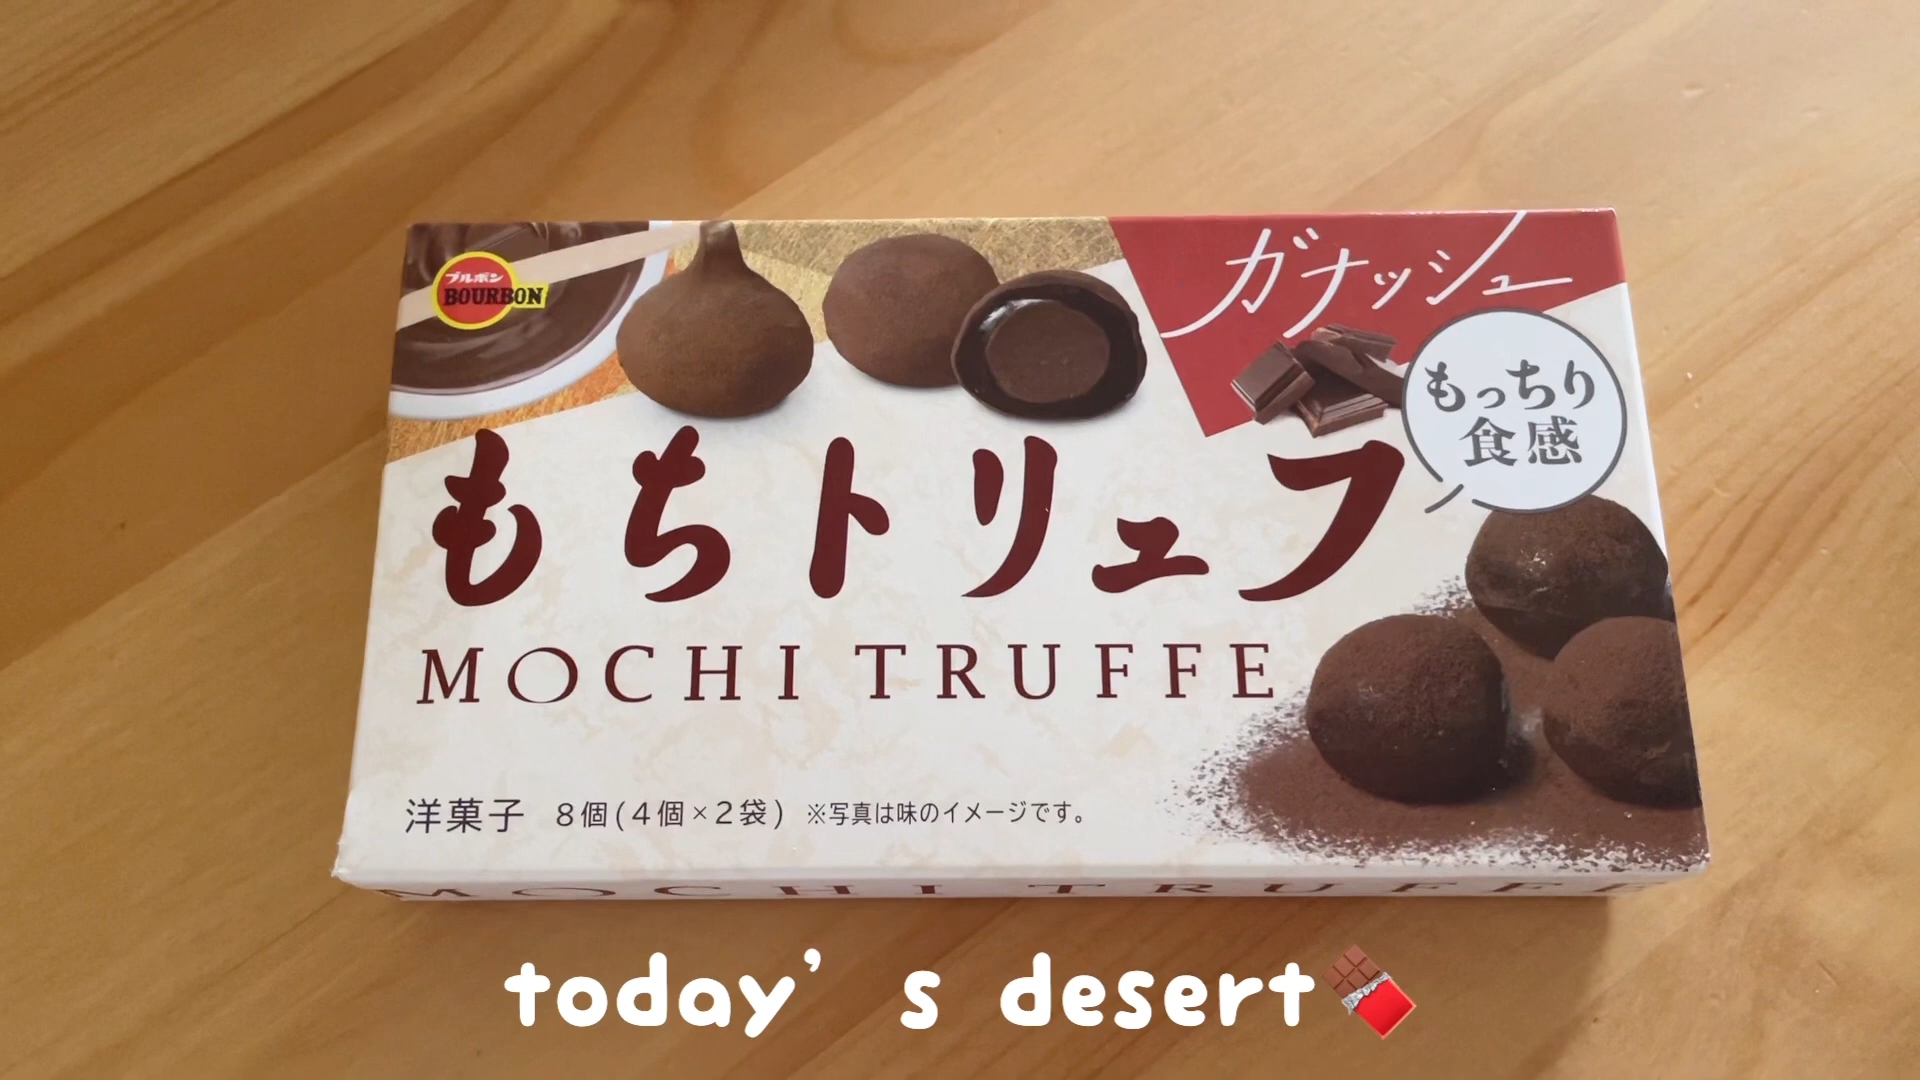 ブルボン
BOURBON
ガナッシュ
もっちり
食感
もちトリュフ
MOCHI TRUFFE
洋菓子 8個(4個×2袋) ※写真は味のイメージです。
MOCHI TRUFFE
today's desert🍫